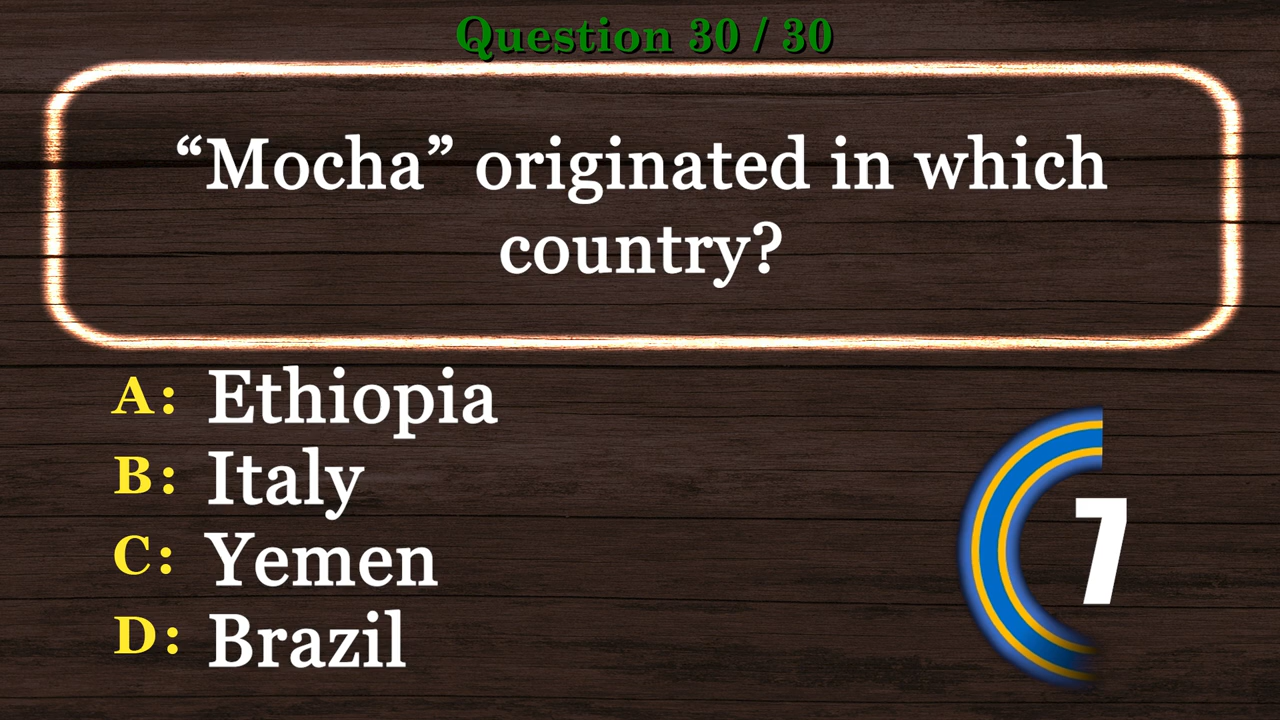 Question 30 / 30
“Mocha” originated in which
country?
A: Ethiopia
B: Italy
C: Yemen
D: Brazil
7